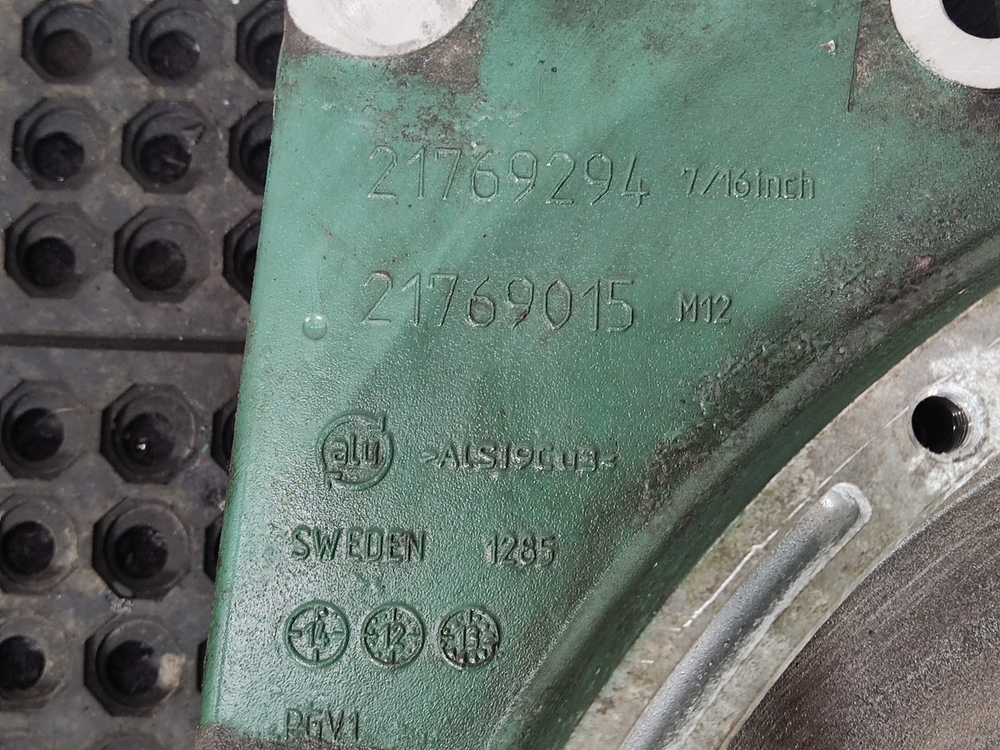 21769294 7/16inch
21769015 M12
alu >ALSI9CU3<
SWEDEN 1285
14 12 13
PGV1